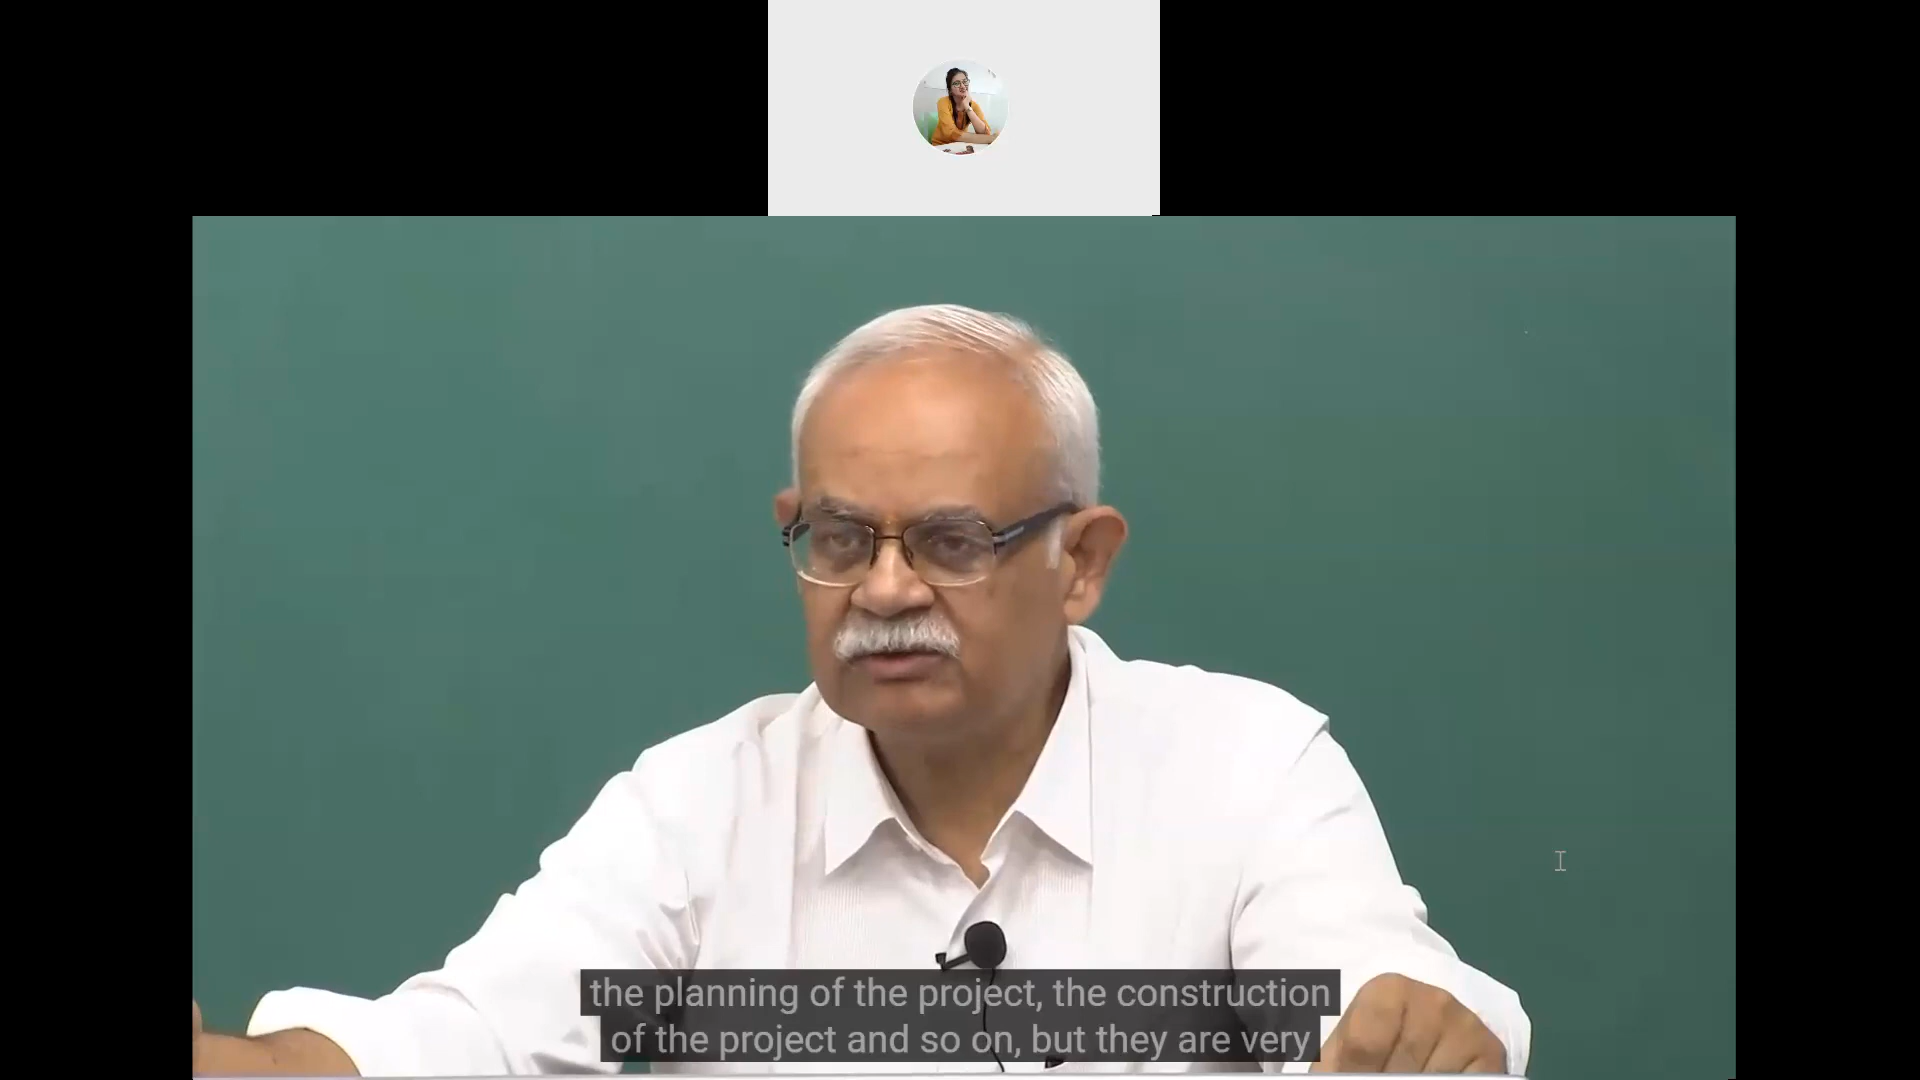 the planning of the project, the construction
of the project and so on, but they are very